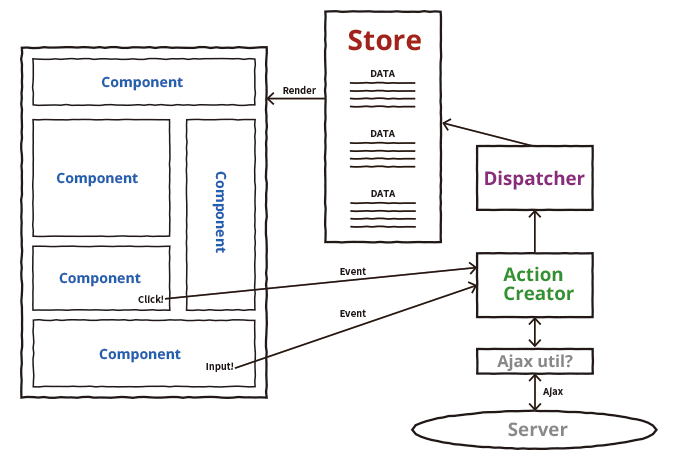 Store
DATA
DATA
DATA
Render
Component
Component
Component
Component
Click!
Component
Input!
Event
Event
Dispatcher
Action
Creator
Ajax util?
Ajax
Server